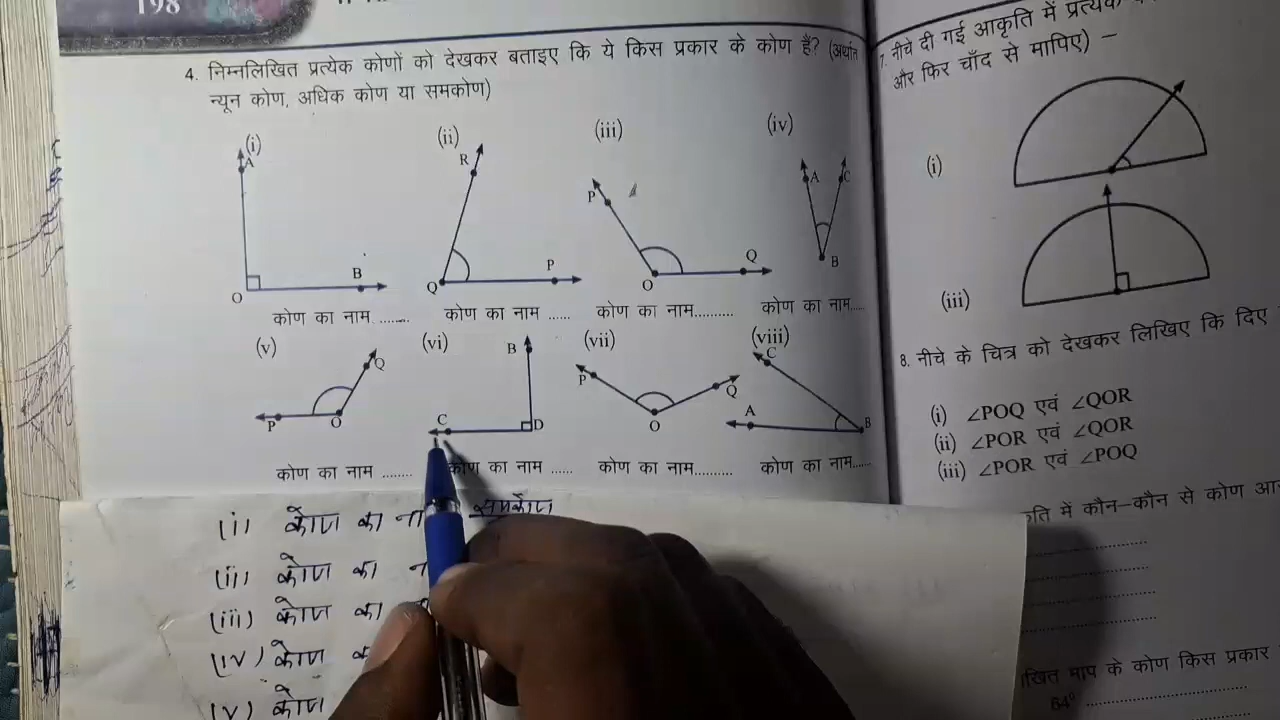 198
4. निम्नलिखित प्रत्येक कोणों को देखकर बताइए कि ये किस प्रकार के कोण हैं? (अर्थात
न्यून कोण, अधिक कोण या समकोण)
(i) (ii) (iii) (iv)
A R P A C
O B Q P O Q B
कोण का नाम ........ कोण का नाम ...... कोण का नाम.......... कोण का नाम.....
(v) (vi) (vii) (viii)
Q B P Q C
P O C D O A B
कोण का नाम ........ कोण का नाम ...... कोण का नाम......... कोण का नाम......
(i) कोण का समकोण
(ii) कोण का
(iii) कोण का
(iv) कोण
(v) कोण
7. नीचे दी गई आकृति में प्रत्येक
और फिर चाँद से मापिए) –
(i)
(iii)
8. नीचे के चित्र को देखकर लिखिए कि दिए
(i) ∠POQ एवं ∠QOR
(ii) ∠POR एवं ∠QOR
(iii) ∠POR एवं ∠POQ
में कौन–कौन से कोण
माप के कोण किस प्रकार
64° ........................